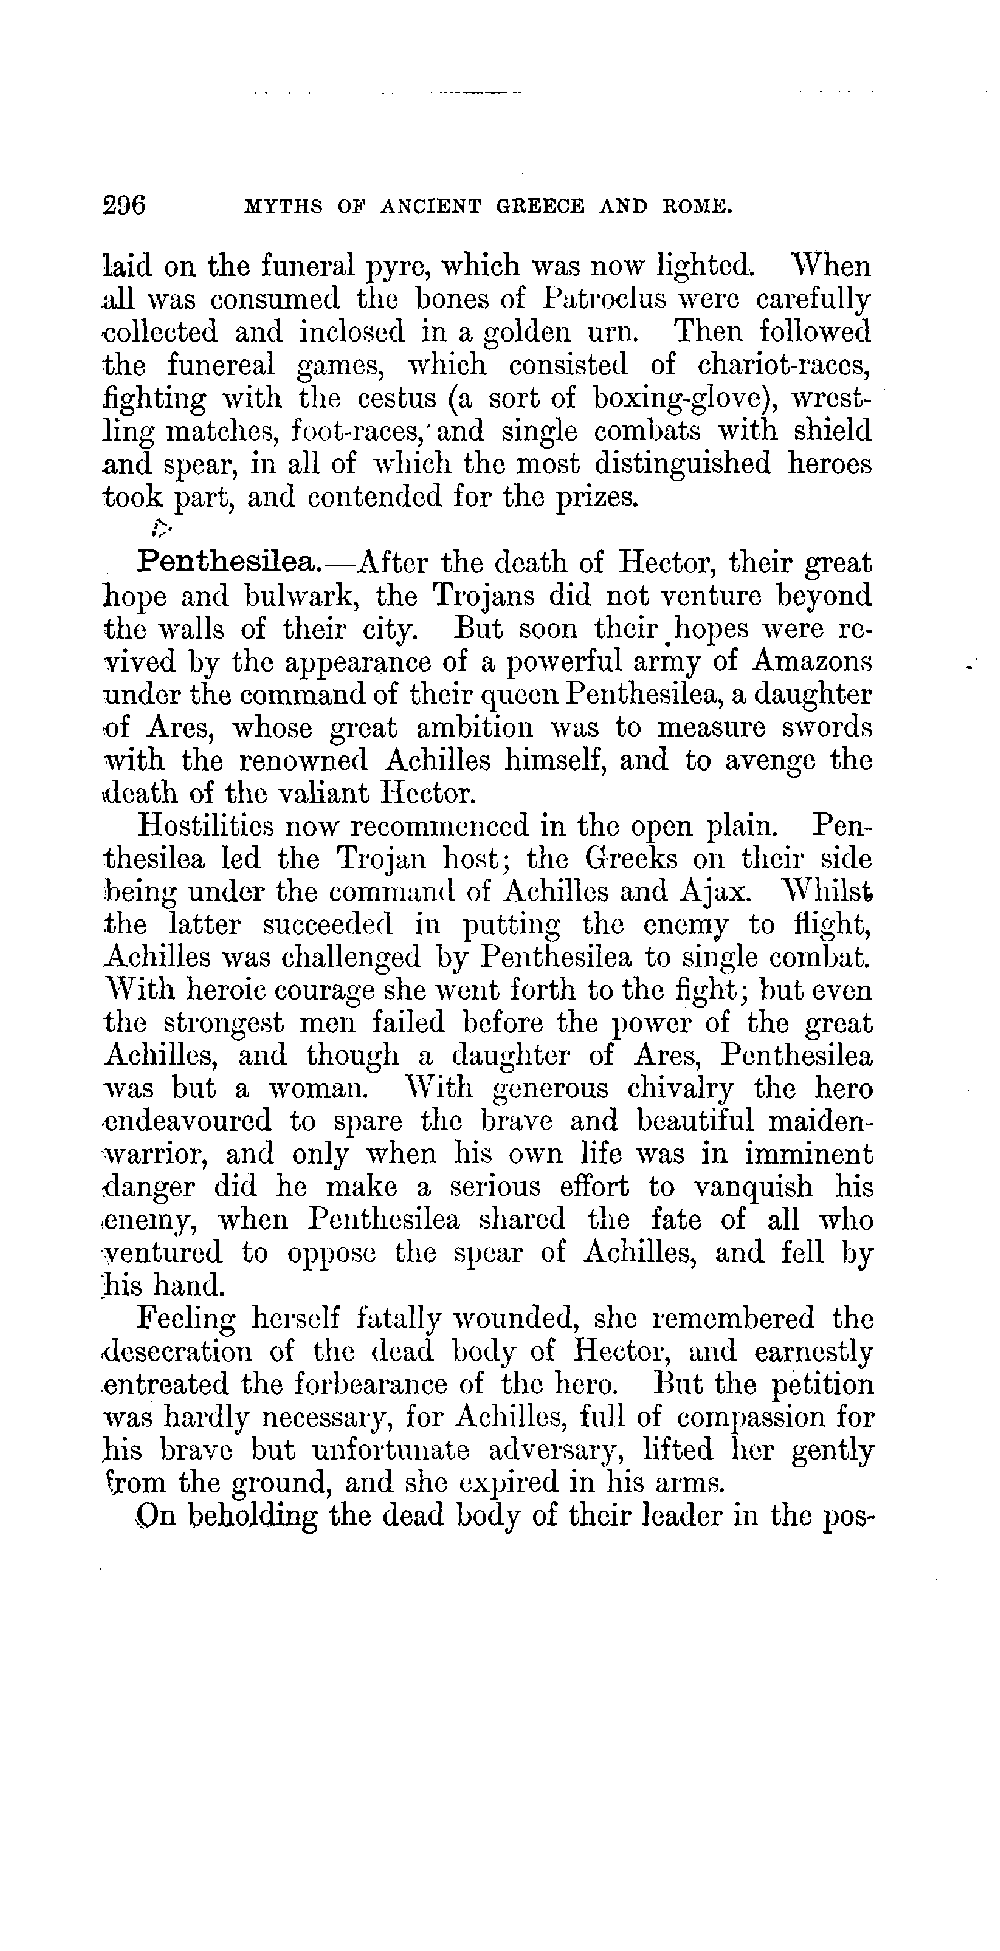 296 MYTHS OF ANCIENT GREECE AND ROME.
laid on the funeral pyre, which was now lighted. When
all was consumed the bones of Patroclus were carefully
collected and inclosed in a golden urn. Then followed
the funereal games, which consisted of chariot-races,
fighting with the cestus (a sort of boxing-glove), wrest-
ling matches, foot-races, and single combats with shield
and spear, in all of which the most distinguished heroes
took part, and contended for the prizes.
Penthesilea.—After the death of Hector, their great
hope and bulwark, the Trojans did not venture beyond
the walls of their city. But soon their hopes were re-
vived by the appearance of a powerful army of Amazons
under the command of their queen Penthesilea, a daughter
of Ares, whose great ambition was to measure swords
with the renowned Achilles himself, and to avenge the
death of the valiant Hector.
Hostilities now recommenced in the open plain. Pen-
thesilea led the Trojan host; the Greeks on their side
being under the command of Achilles and Ajax. Whilst
the latter succeeded in putting the enemy to flight,
Achilles was challenged by Penthesilea to single combat.
With heroic courage she went forth to the fight; but even
the strongest men failed before the power of the great
Achilles, and though a daughter of Ares, Penthesilea
was but a woman. With generous chivalry the hero
endeavoured to spare the brave and beautiful maiden-
warrior, and only when his own life was in imminent
danger did he make a serious effort to vanquish his
enemy, when Penthesilea shared the fate of all who
ventured to oppose the spear of Achilles, and fell by
his hand.
Feeling herself fatally wounded, she remembered the
desecration of the dead body of Hector, and earnestly
entreated the forbearance of the hero. But the petition
was hardly necessary, for Achilles, full of compassion for
his brave but unfortunate adversary, lifted her gently
from the ground, and she expired in his arms.
On beholding the dead body of their leader in the pos-